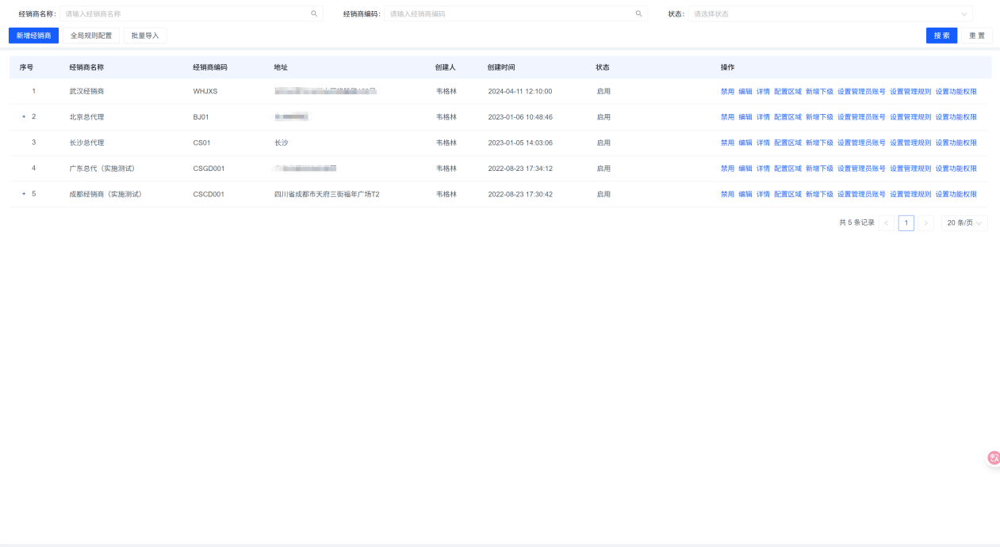 经销商名称: 请输入经销商名称 经销商编码: 请输入经销商编码 状态: 请选择状态
新增经销商 全局规则配置 批量导入 搜 索 重 置
序号 经销商名称 经销商编码 地址 创建人 创建时间 状态 操作
1 武汉经销商 WHJXS 韦格林 2024-04-11 12:10:00 启用 禁用 编辑 详情 配置区域 新增下级 设置管理员账号 设置管理规则 设置功能权限
+ 2 北京总代理 BJ01 韦格林 2023-01-06 10:48:46 启用 禁用 编辑 详情 配置区域 新增下级 设置管理员账号 设置管理规则 设置功能权限
3 长沙总代理 CS01 长沙 韦格林 2023-01-05 14:03:06 启用 禁用 编辑 详情 配置区域 新增下级 设置管理员账号 设置管理规则 设置功能权限
4 广东总代（实施测试） CSGD001 韦格林 2022-08-23 17:34:12 启用 禁用 编辑 详情 配置区域 新增下级 设置管理员账号 设置管理规则 设置功能权限
+ 5 成都经销商（实施测试） CSCD001 四川省成都市天府三街福年广场T2 韦格林 2022-08-23 17:30:42 启用 禁用 编辑 详情 配置区域 新增下级 设置管理员账号 设置管理规则 设置功能权限
共 5 条记录 < 1 > 20 条/页